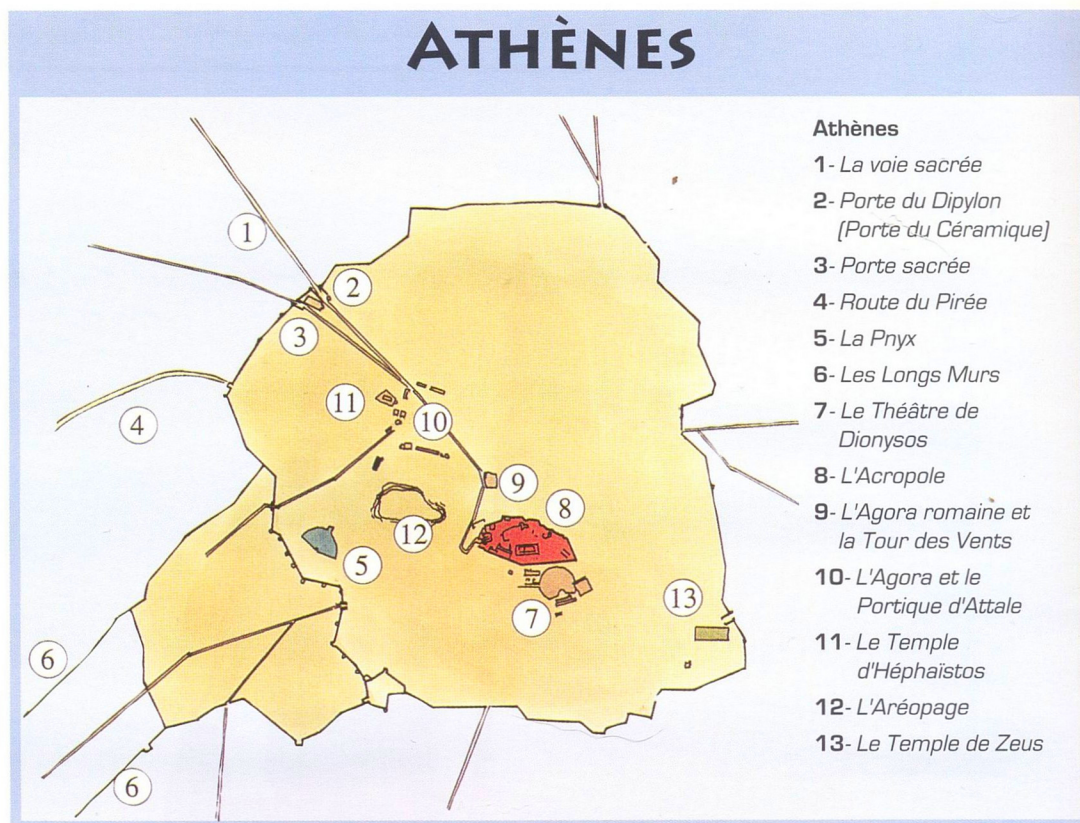 ATHÈNES
Athènes
1- La voie sacrée
2- Porte du Dipylon
(Porte du Céramique)
3- Porte sacrée
4- Route du Pirée
5- La Pnyx
6- Les Longs Murs
7- Le Théâtre de
Dionysos
8- L'Acropole
9- L'Agora romaine et
la Tour des Vents
10- L'Agora et le
Portique d'Attale
11- Le Temple
d'Héphaïstos
12- L'Aréopage
13- Le Temple de Zeus
1
2
3
4
11
10
9
8
12
5
7
13
6
6